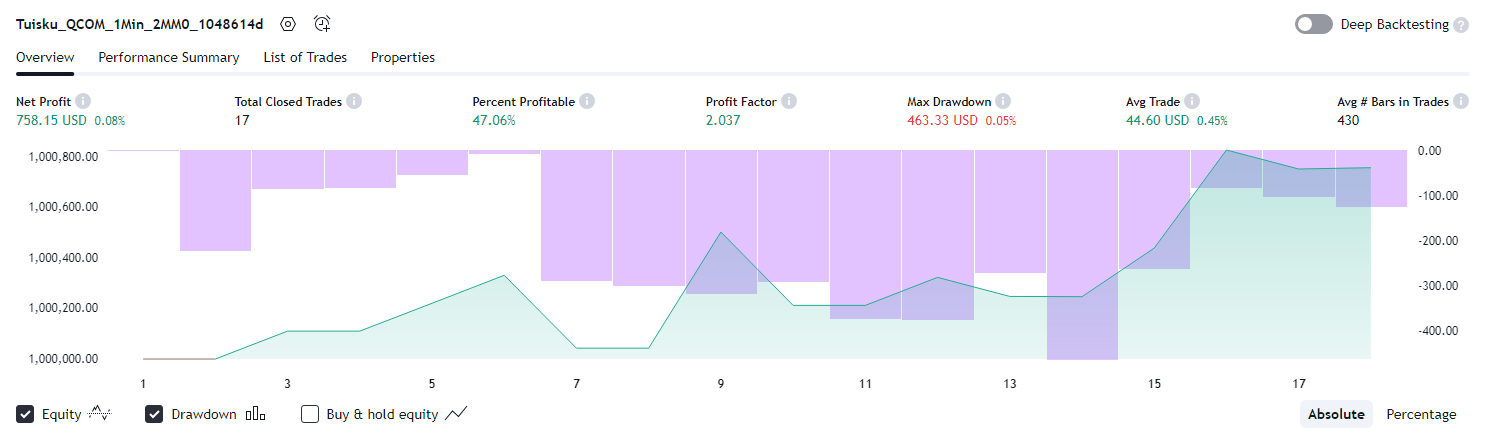 Tuisku_QCOM_1Min_2MM0_1048614d Deep Backtesting ?
Overview Performance Summary List of Trades Properties
Net Profit i Total Closed Trades i Percent Profitable i Profit Factor i Max Drawdown i Avg Trade i Avg # Bars in Trades i
758.15 USD 0.08% 17 47.06% 2.037 463.33 USD 0.05% 44.60 USD 0.45% 430
1,000,800.00 0.00
-100.00
1,000,600.00
-200.00
1,000,400.00
-300.00
1,000,200.00
-400.00
1,000,000.00
1 3 5 7 9 11 13 15 17
Equity Drawdown Buy & hold equity Absolute Percentage